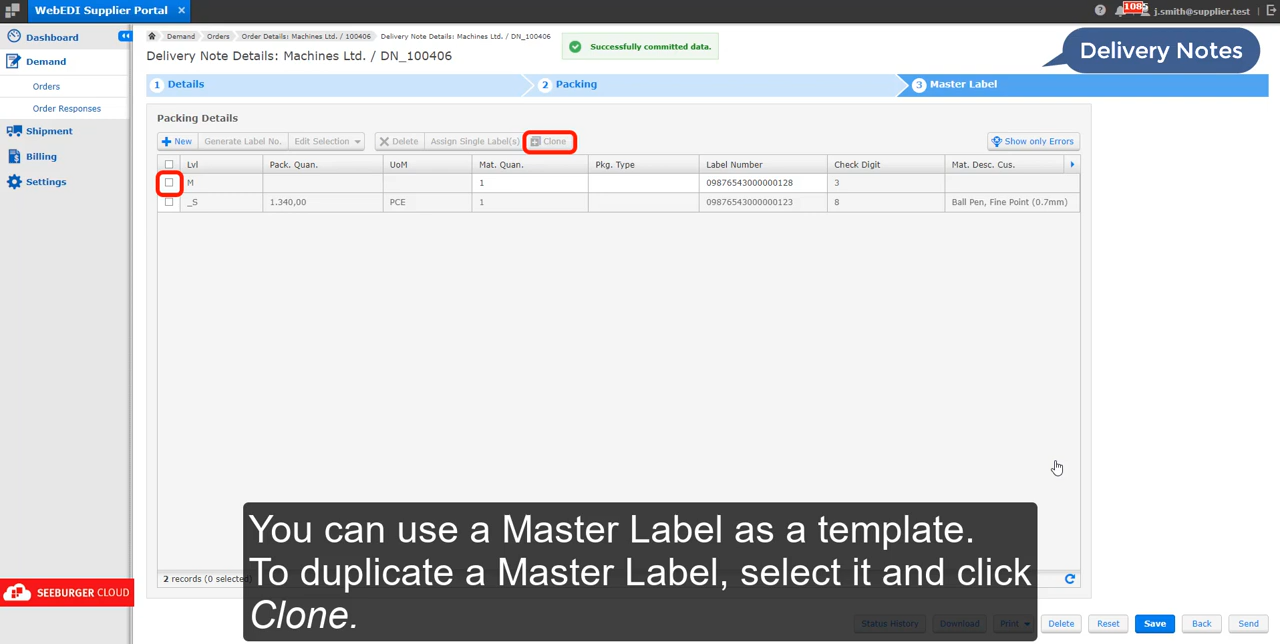 WebEDI Supplier Portal ×
1085
j.smith@supplier.test
Dashboard
Demand
Orders
Order Responses
Shipment
Billing
Settings
SEEBURGER CLOUD
Demand Orders Order Details: Machines Ltd. / 100406 Delivery Note Details: Machines Ltd. / DN_100406
Delivery Note Details: Machines Ltd. / DN_100406
Successfully committed data.
Delivery Notes
1 Details 2 Packing 3 Master Label
Packing Details
New Generate Label No. Edit Selection Delete Assign Single Label(s) Clone Show only Errors
Lvl Pack. Quan. UoM Mat. Quan. Pkg. Type Label Number Check Digit Mat. Desc. Cus.
M 1 09876543000000128 3
_S 1.340,00 PCE 1 09876543000000123 8 Ball Pen, Fine Point (0.7mm)
You can use a Master Label as a template.
To duplicate a Master Label, select it and click
Clone.
2 records (0 selected)
Status History Download Print Delete Reset Save Back Send